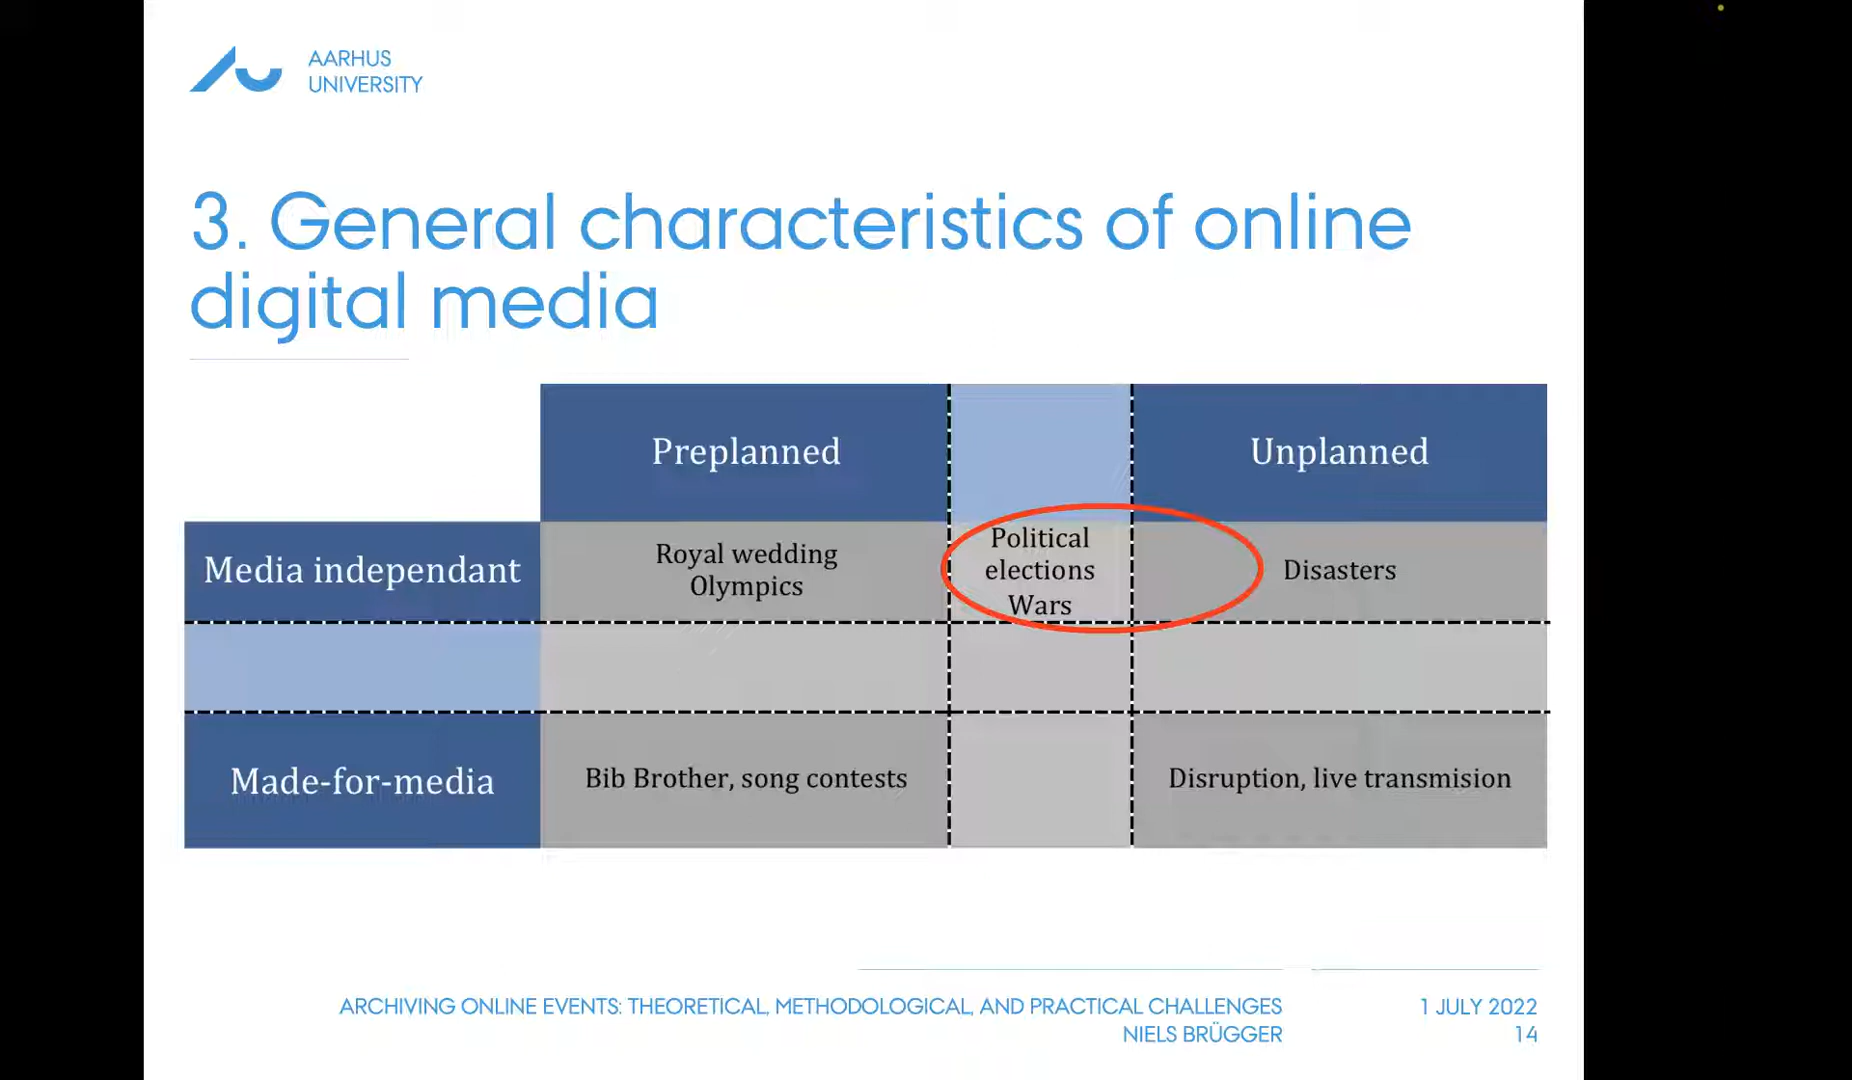 AARHUS
UNIVERSITY
3. General characteristics of online
digital media
Preplanned
Unplanned
Media independant
Royal wedding
Olympics
Political
elections
Wars
Disasters
Made-for-media
Bib Brother, song contests
Disruption, live transmision
ARCHIVING ONLINE EVENTS: THEORETICAL, METHODOLOGICAL, AND PRACTICAL CHALLENGES
NIELS BRÜGGER
1 JULY 2022
14